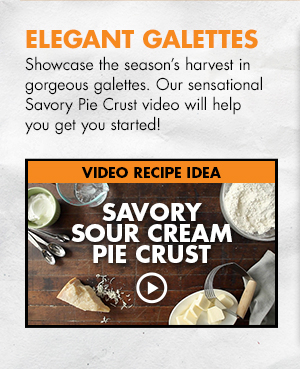 ELEGANT GALETTES
Showcase the season's harvest in
gorgeous galettes. Our sensational
Savory Pie Crust video will help
you get you started!
VIDEO RECIPE IDEA
SAVORY
SOUR CREAM
PIE CRUST